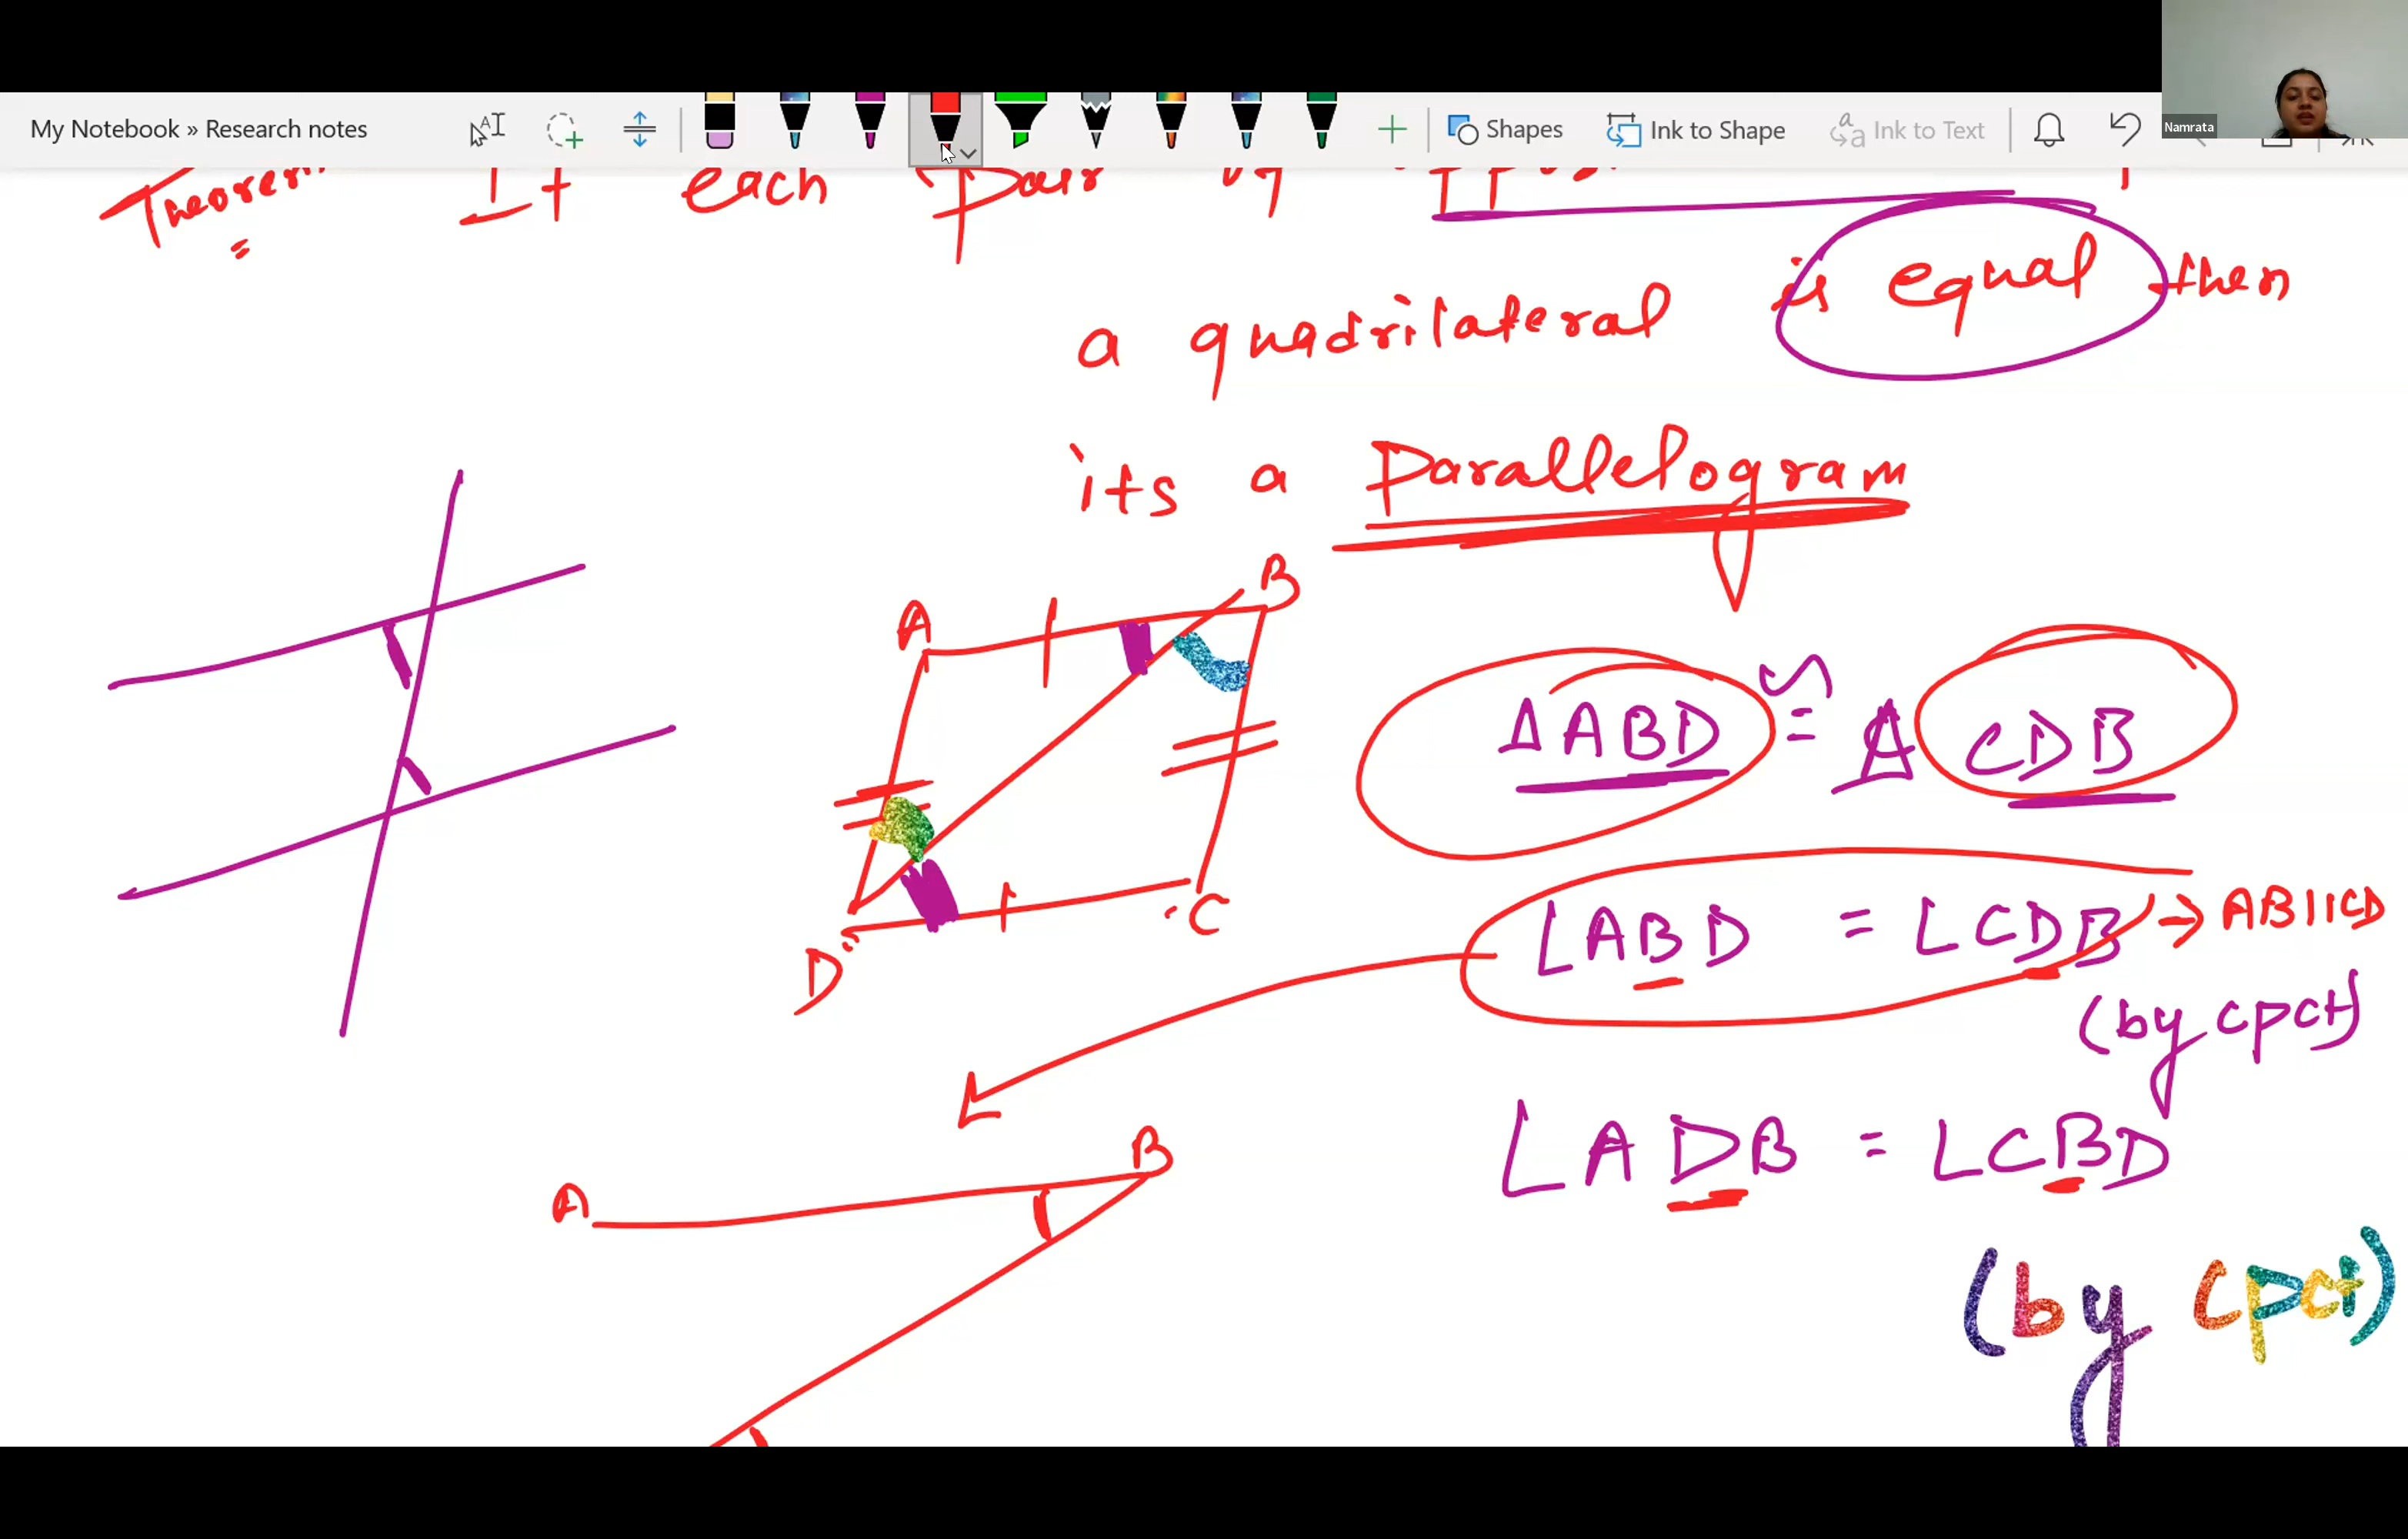 My Notebook » Research notes
Shapes Ink to Shape Ink to Text
Namrata
Theorem If each pair of
a quadrilateral is equal then
its a Parallelogram
A B
D C
ΔABD ≅ Δ CDB
∠ABD = ∠CDB → AB||CD
(by cpct)
∠ADB = ∠CBD
(by cpct)
A B